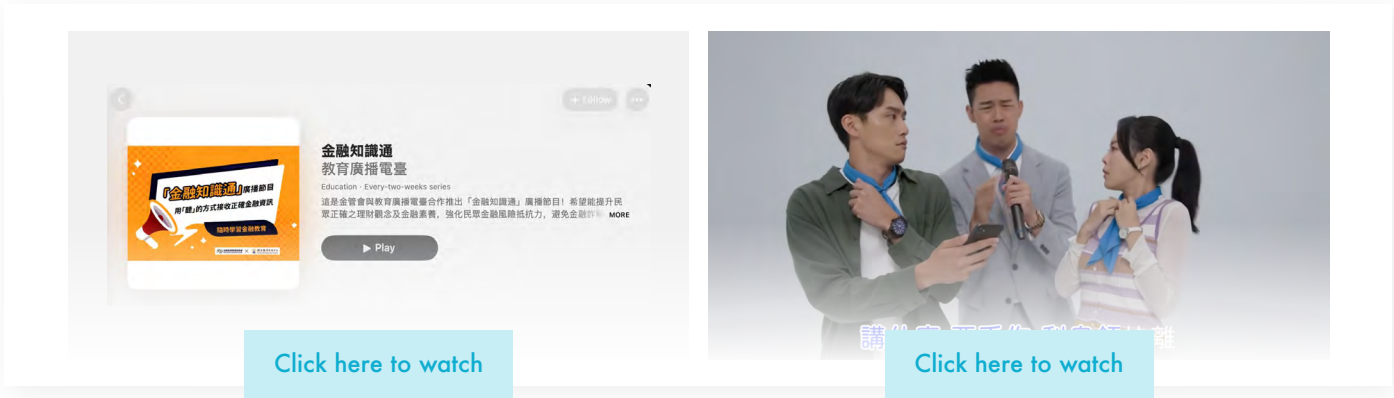 + Follow
「金融知識通」廣播節目
用「聽」的方式接收正確金融資訊
隨時學習金融教育
金融知識通
教育廣播電臺
Education · Every-two-weeks series
這是金管會與教育廣播電臺合作推出「金融知識通」廣播節目！希望能提升民
眾正確之理財觀念及金融素養，強化民眾金融風險抵抗力，避免金融詐 MORE
Play
Click here to watch
講
離
Click here to watch